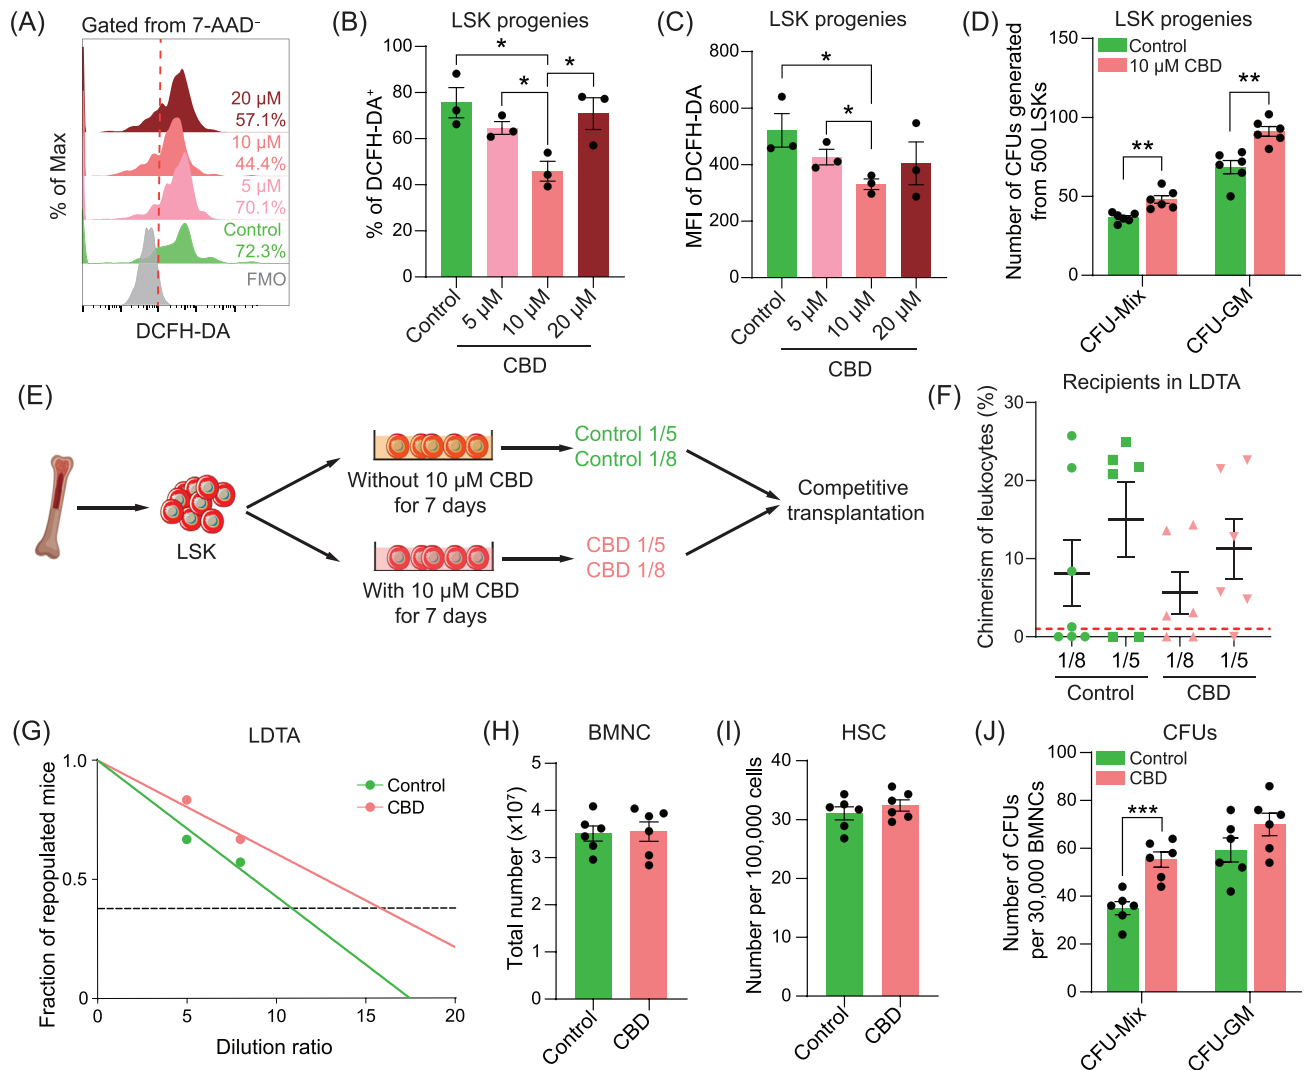 (A)
Gated from 7-AAD⁻
% of Max
20 μM
57.1%
10 μM
44.4%
5 μM
70.1%
Control
72.3%
FMO
DCFH-DA
(B)
LSK progenies
% of DCFH-DA⁺
100
80
60
40
20
0
*
*
*
Control
5 μM
10 μM
20 μM
CBD
(C)
LSK progenies
MFI of DCFH-DA
800
600
400
200
0
*
*
Control
5 μM
10 μM
20 μM
CBD
(D)
LSK progenies
Number of CFUs generated
from 500 LSKs
150
100
50
0
Control
10 μM CBD
**
**
CFU-Mix
CFU-GM
(E)
LSK
Without 10 μM CBD
for 7 days
With 10 μM CBD
for 7 days
Control 1/5
Control 1/8
CBD 1/5
CBD 1/8
Competitive
transplantation
(F)
Recipients in LDTA
Chimerism of leukocytes (%)
30
20
10
0
1/8
1/5
1/8
1/5
Control
CBD
(G)
LDTA
Fraction of repopulated mice
1.0
0.5
0
0
5
10
15
20
Dilution ratio
Control
CBD
(H)
BMNC
Total number (x10⁷)
5
4
3
2
1
0
Control
CBD
(I)
HSC
Number per 100,000 cells
40
30
20
10
0
Control
CBD
(J)
CFUs
Number of CFUs
per 30,000 BMNCs
100
80
60
40
20
0
Control
CBD
***
CFU-Mix
CFU-GM